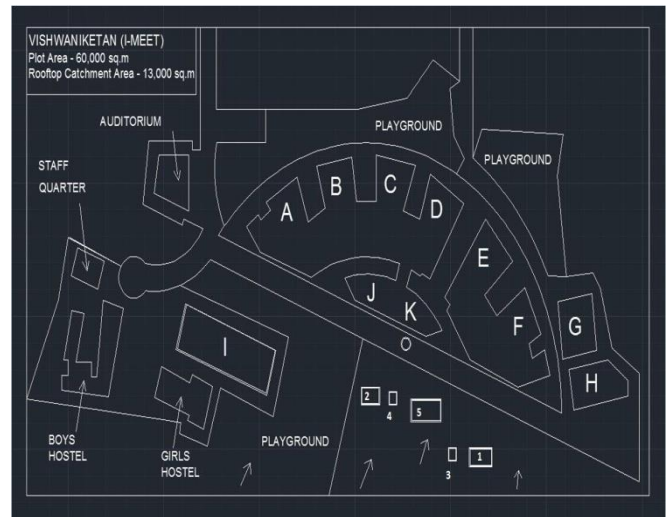 VISHWANIKETAN (I-MEET)
Plot Area - 60,000 sq.m
Rooftop Catchment Area - 13,000 sq.m
AUDITORIUM
PLAYGROUND
PLAYGROUND
STAFF
QUARTER
A
B
C
D
E
F
G
H
J
K
I
2
4
5
3
1
BOYS
HOSTEL
GIRLS
HOSTEL
PLAYGROUND